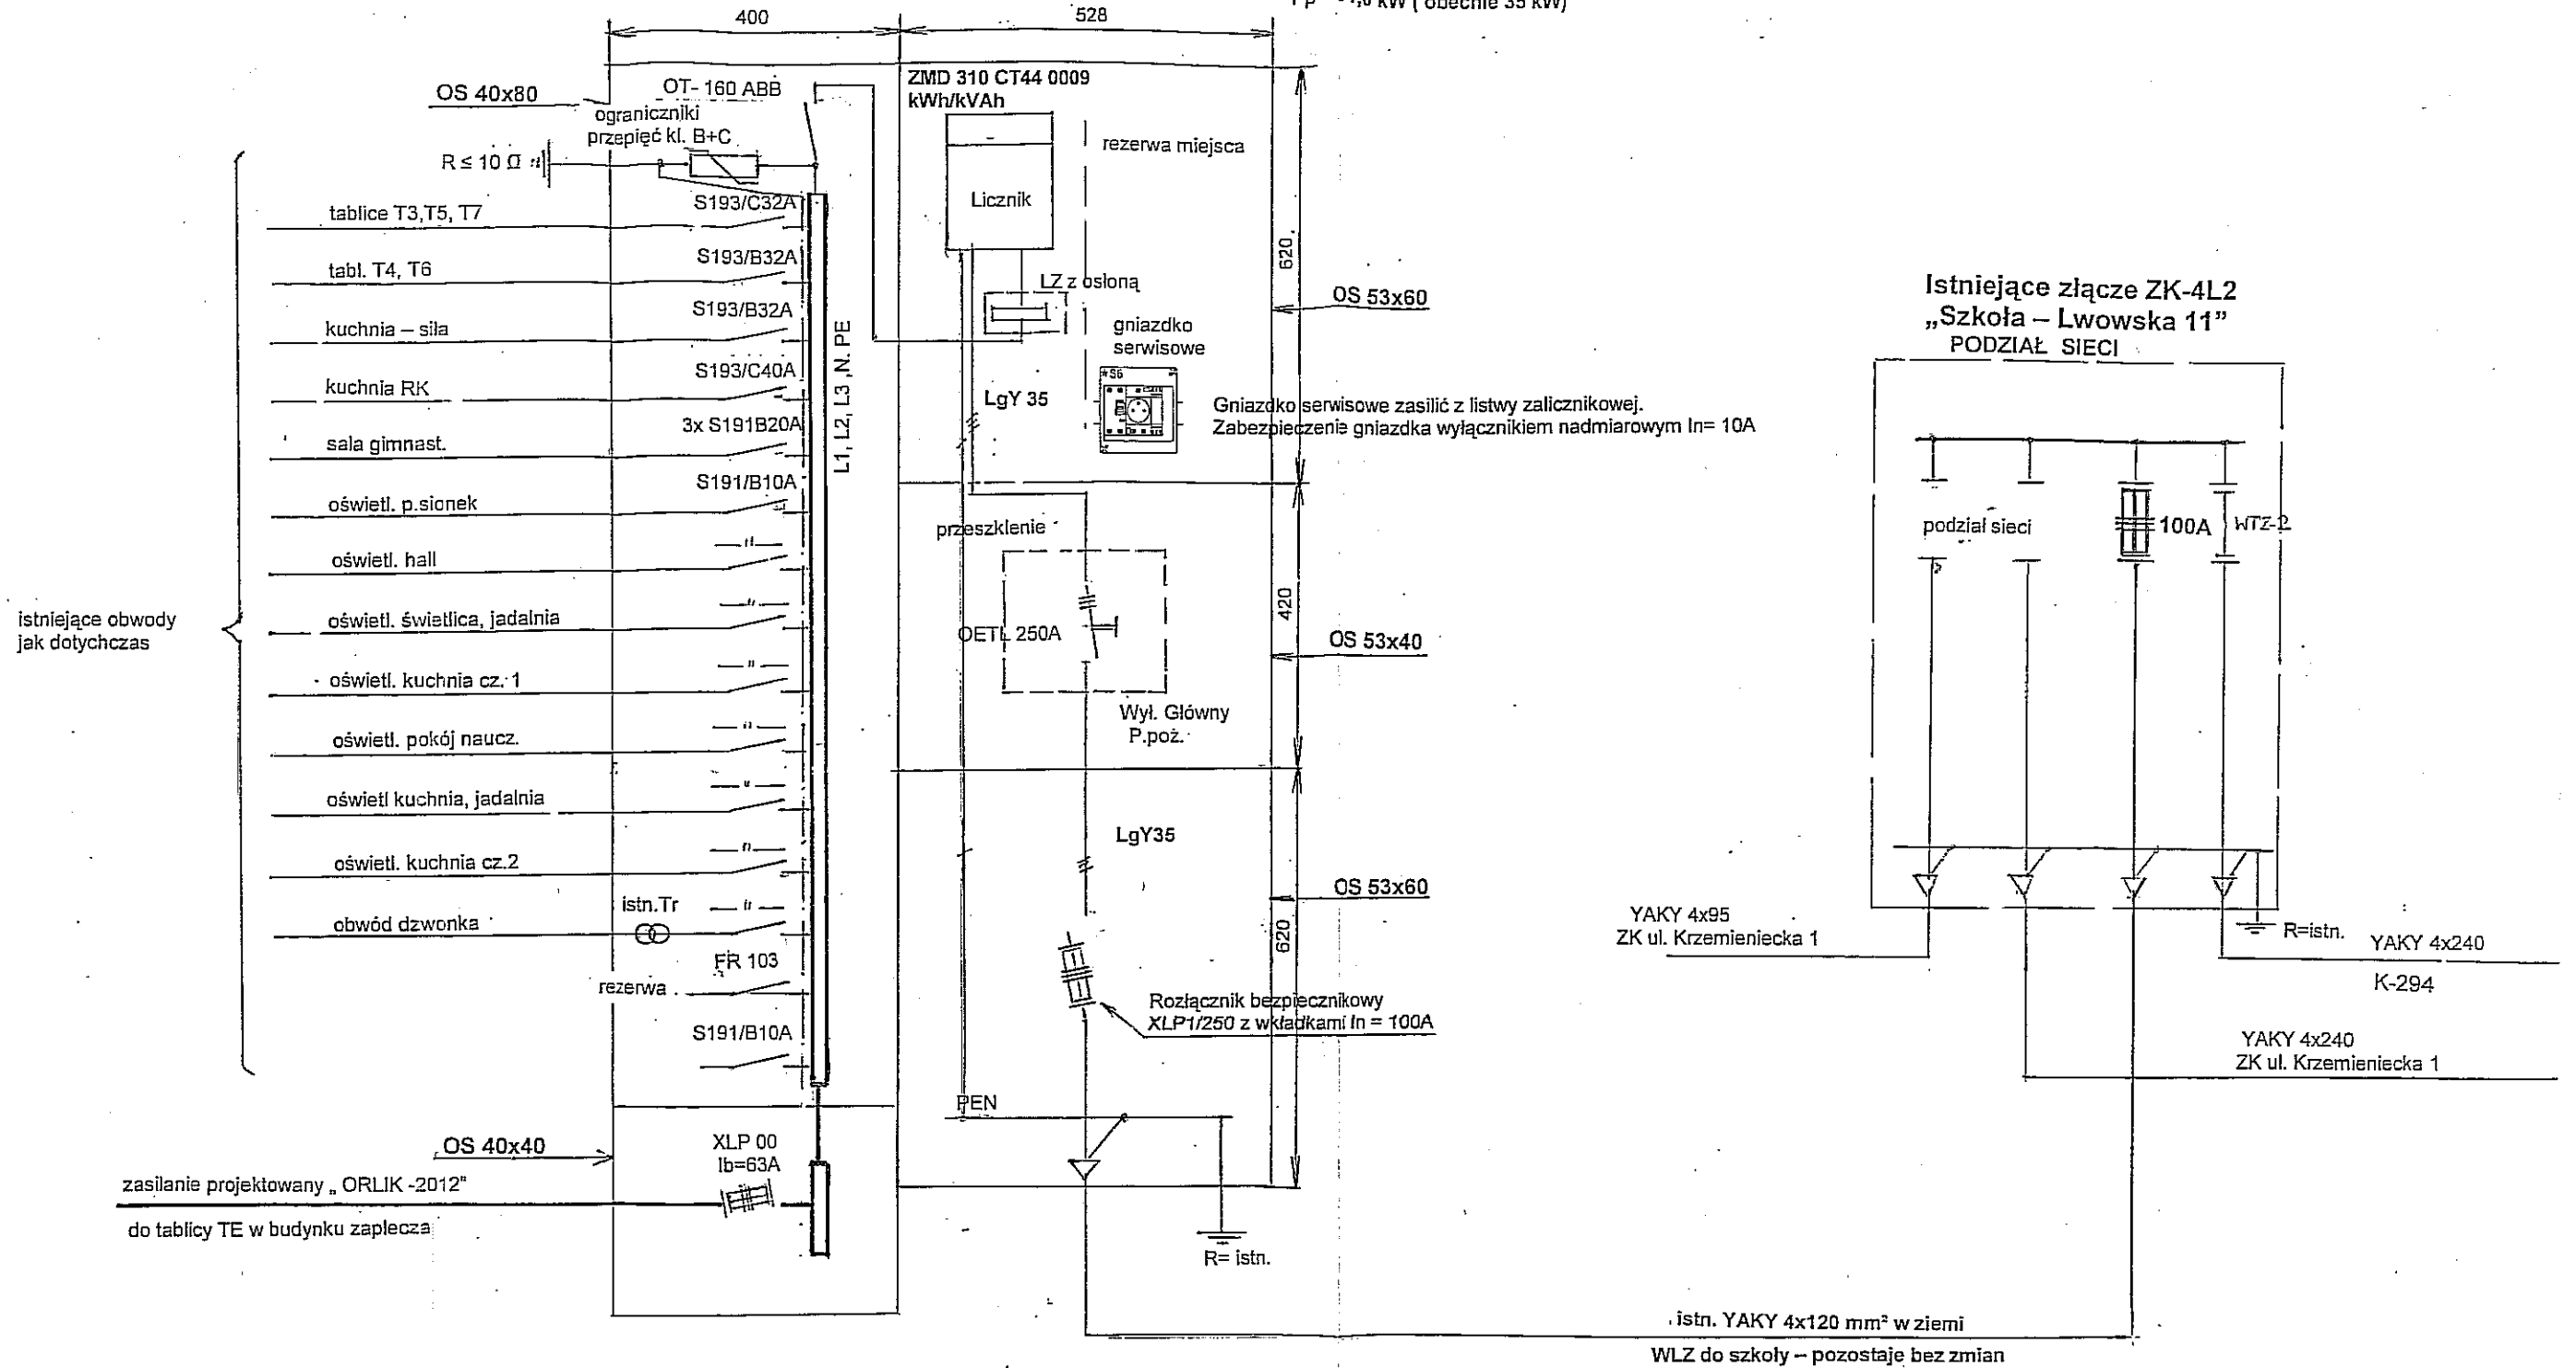 ( obecnie 35 kW)
400
528
OS 40x80
OT- 160 ABB
ograniczniki
przepięć kl. B+C
R ≤ 10 Ω
ZMD 310 CT44 0009
kWh/kVAh
rezerwa miejsca
Licznik
LZ z osłoną
gniazdko
serwisowe
LgY 35
Gniazdko serwisowe zasilić z listwy zalicznikowej.
Zabezpieczenie gniazdka wyłącznikiem nadmiarowym In= 10A
620
OS 53x60
tablice T3,T5, T7
S193/C32A
tabl. T4, T6
S193/B32A
kuchnia – siła
S193/B32A
kuchnia RK
S193/C40A
sala gimnast.
3x S191B20A
oświetl. p.sionek
S191/B10A
oświetl. hall
— " —
oświetl. świetlica, jadalnia
— " —
oświetl. kuchnia cz. 1
— " —
oświetl. pokój naucz.
— " —
oświetl kuchnia, jadalnia
— " —
oświetl. kuchnia cz.2
— " —
obwód dzwonka
istn.Tr
— " —
rezerwa
FR 103
S191/B10A
L1, L2, L3 ,N. PE
istniejące obwody
jak dotychczas
przeszklenie
OETL 250A
Wył. Główny
P.poż.
420
OS 53x40
LgY35
OS 53x60
620
Rozłącznik bezpiecznikowy
XLP1/250 z wkładkami In = 100A
PEN
R= istn.
OS 40x40
XLP 00
Ib=63A
zasilanie projektowany „ ORLIK -2012"
do tablicy TE w budynku zaplecza
Istniejące złącze ZK-4L2
„Szkoła – Lwowska 11”
PODZIAŁ SIECI
podział sieci
100A
WTZ-2
YAKY 4x95
ZK ul. Krzemieniecka 1
R=istn.
YAKY 4x240
K-294
YAKY 4x240
ZK ul. Krzemieniecka 1
istn. YAKY 4x120 mm² w ziemi
WLZ do szkoły – pozostaje bez zmian